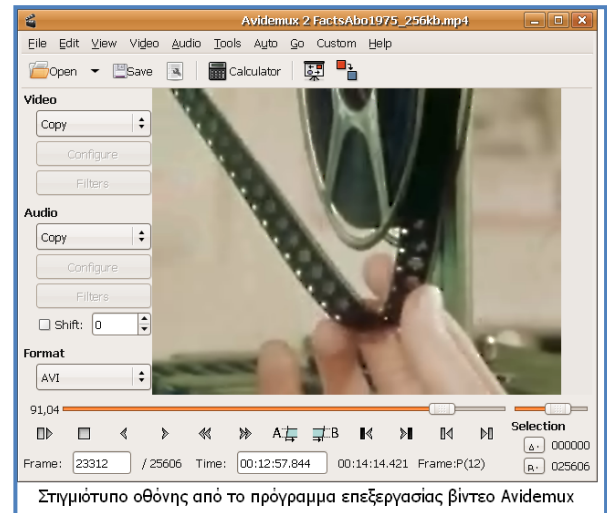 Avidemux 2 FactsAbo1975_256kb.mp4
File Edit View Video Audio Tools Auto Go Custom Help
Open Save Calculator
Video
Copy
Configure
Filters
Audio
Copy
Configure
Filters
Shift: 0
Format
AVI
91,04
A B
Selection
A: 000000
B: 025606
Frame: 23312 / 25606 Time: 00:12:57.844 00:14:14.421 Frame:P(12)
Στιγμιότυπο οθόνης από το πρόγραμμα επεξεργασίας βίντεο Avidemux